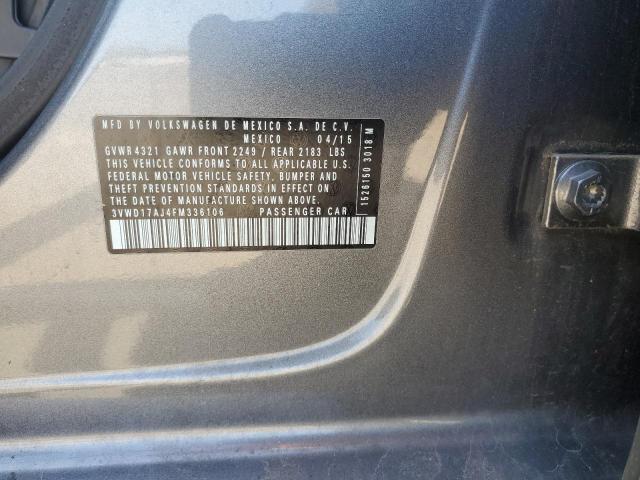 MFD BY VOLKSWAGEN DE MEXICO S.A. DE C.V.
MEXICO 04/15
GVWR 4321 GAWR FRONT 2249 / REAR 2183 LBS
THIS VEHICLE CONFORMS TO ALL APPLICABLE U.S.
FEDERAL MOTOR VEHICLE SAFETY, BUMPER AND
THEFT PREVENTION STANDARDS IN EFFECT ON THE
DATE OF MANUFACTURE SHOWN ABOVE.
3VWD17AJ4FM336106 PASSENGER CAR
1526150 3018 M